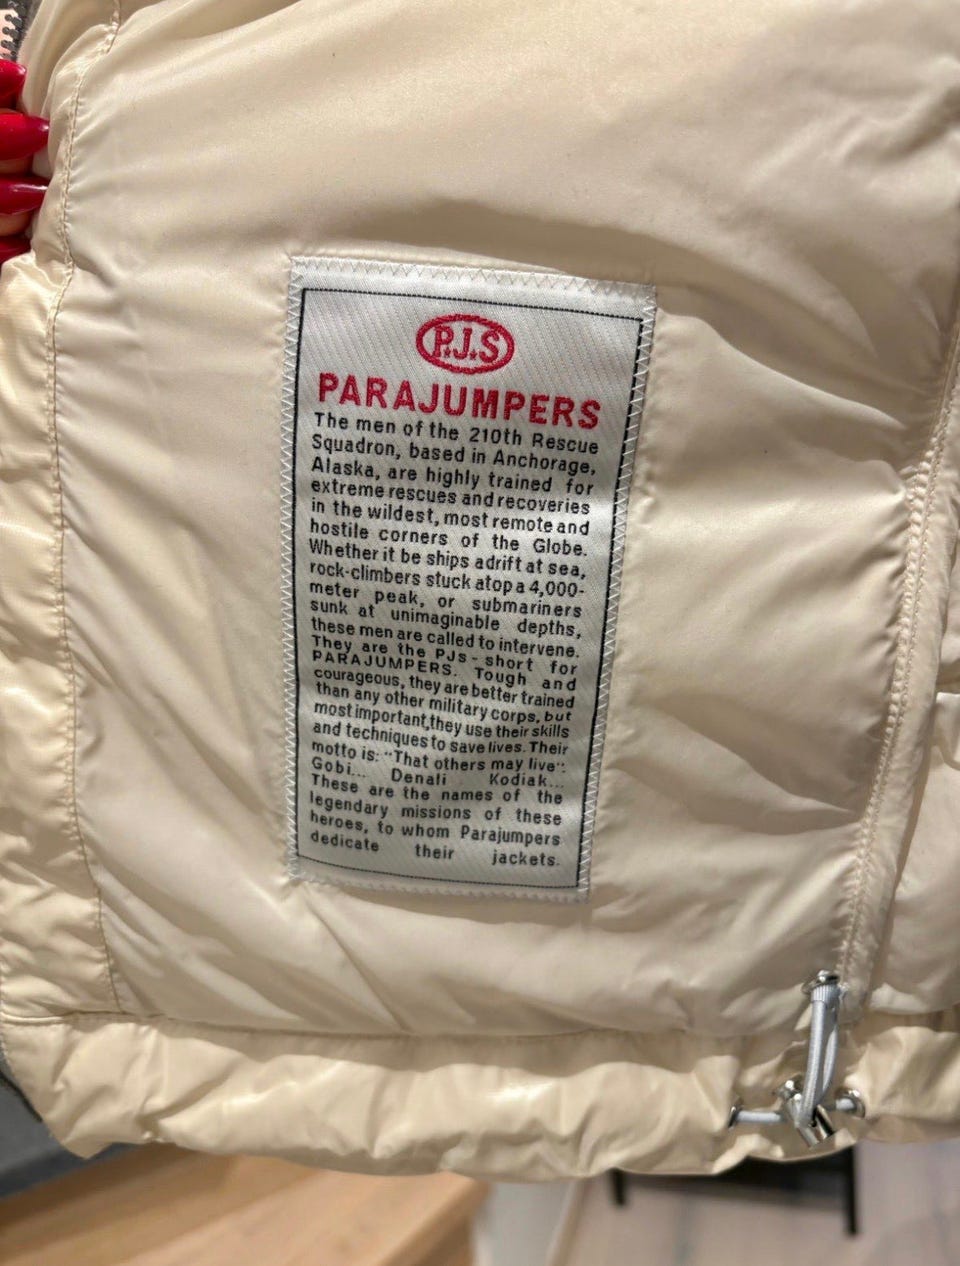 P.J.S
PARAJUMPERS
The men of the 210th Rescue
Squadron, based in Anchorage,
Alaska, are highly trained for
extreme rescues and recoveries
in the wildest, most remote and
hostile corners of the Globe.
Whether it be ships adrift at sea,
rock-climbers stuck atop a 4,000-
meter peak, or submariners
sunk at unimaginable depths,
these men are called to intervene.
They are the PJs - short for
PARAJUMPERS. Tough and
courageous, they are better trained
than any other military corps, but
most important,they use their skills
and techniques to save lives. Their
motto is: "That others may live":
Gobi... Denali Kodiak...
These are the names of the
legendary missions of these
heroes, to whom Parajumpers
dedicate their jackets.